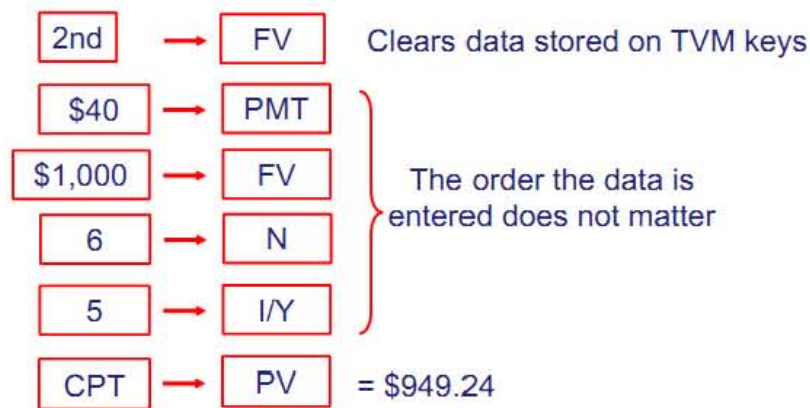 2nd → FV Clears data stored on TVM keys
$40 → PMT
$1,000 → FV
The order the data is
entered does not matter
6 → N
5 → I/Y
CPT → PV = $949.24